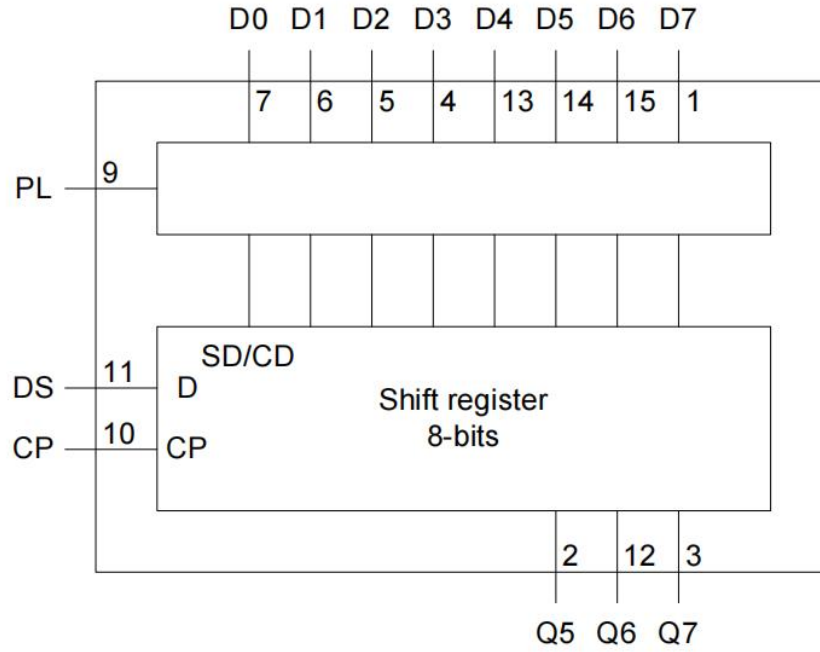 D0 D1 D2 D3 D4 D5 D6 D7
7 6 5 4 13 14 15 1
9
PL
SD/CD
11
DS D
Shift register
10
CP CP
8-bits
2 12 3
Q5 Q6 Q7